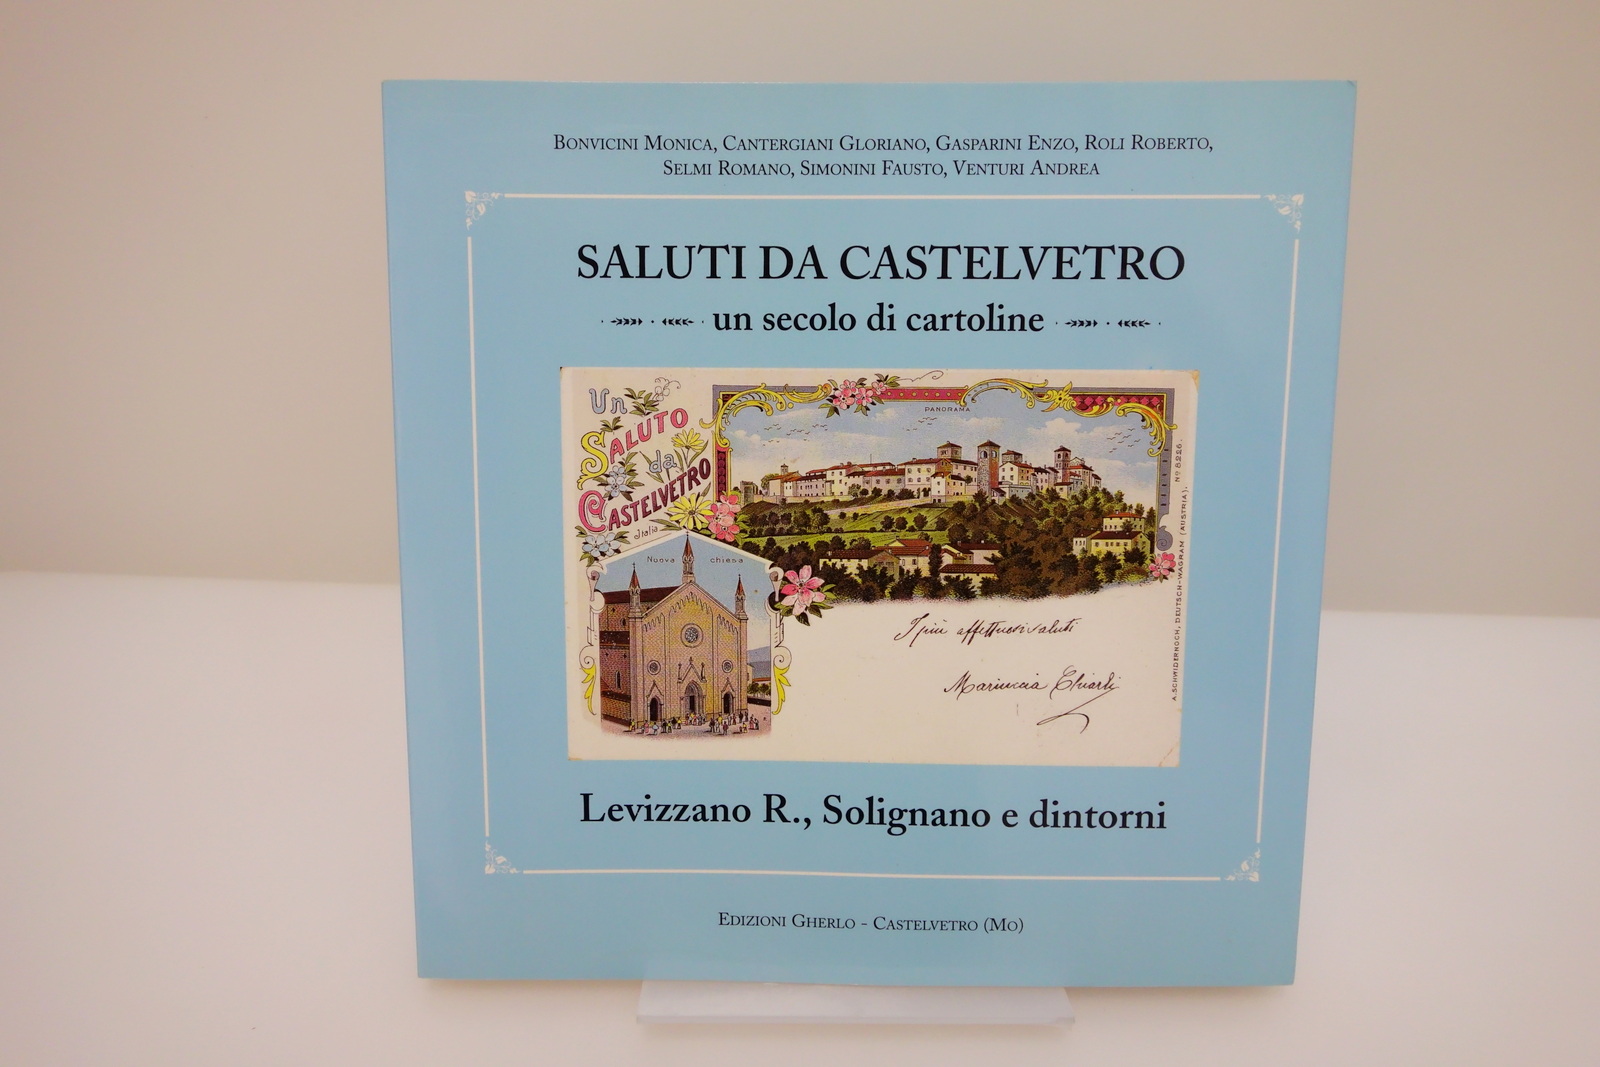 BONVICINI MONICA, CANTERGIANI GLORIANO, GASPARINI ENZO, ROLI ROBERTO,
SELMI ROMANO, SIMONINI FAUSTO, VENTURI ANDREA
SALUTI DA CASTELVETRO
un secolo di cartoline
Un
SALUTO
da
CASTELVETRO
d'Italia
PANORAMA
Nuova chiesa
I più affettuosi saluti
Mariuccia Chiarli
A. SCHWIDERNOCH, DEUTSCH-WAGRAM (AUSTRIA). No 8226.
Levizzano R., Solignano e dintorni
EDIZIONI GHERLO - CASTELVETRO (MO)